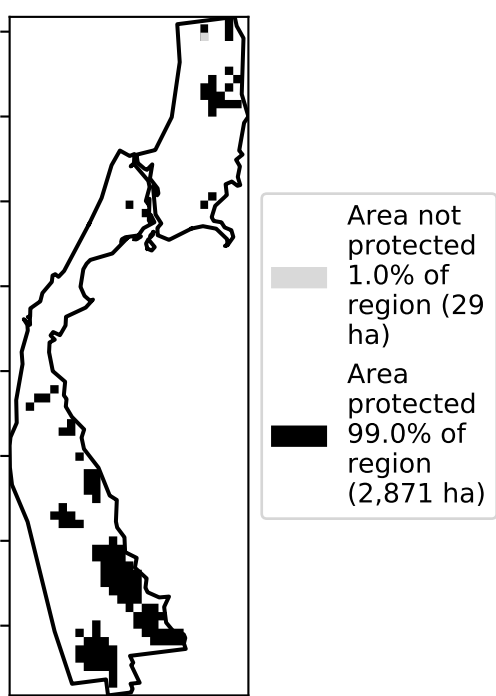 Area not
protected
1.0% of
region (29
ha)
Area
protected
99.0% of
region
(2,871 ha)